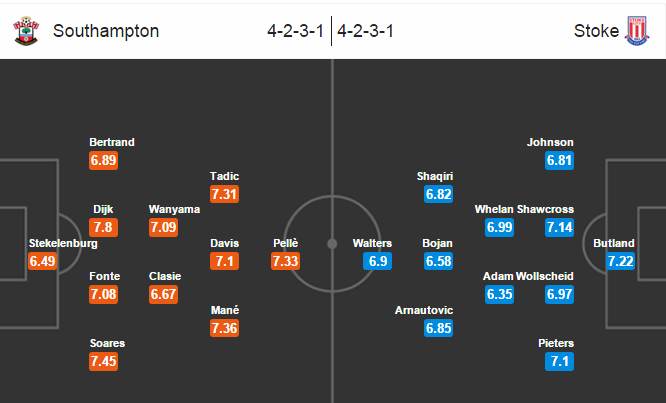 Southampton 4-2-3-1 4-2-3-1 Stoke
Bertrand
6.89
Dijk
7.8
Wanyama
7.09
Tadic
7.31
Stekelenburg
6.49
Davis
7.1
Pellè
7.33
Fonte
7.08
Clasie
6.67
Mané
7.36
Soares
7.45
Johnson
6.81
Shaqiri
6.82
Whelan
6.99
Shawcross
7.14
Walters
6.9
Bojan
6.58
Butland
7.22
Adam
6.35
Wollscheid
6.97
Arnautovic
6.85
Pieters
7.1